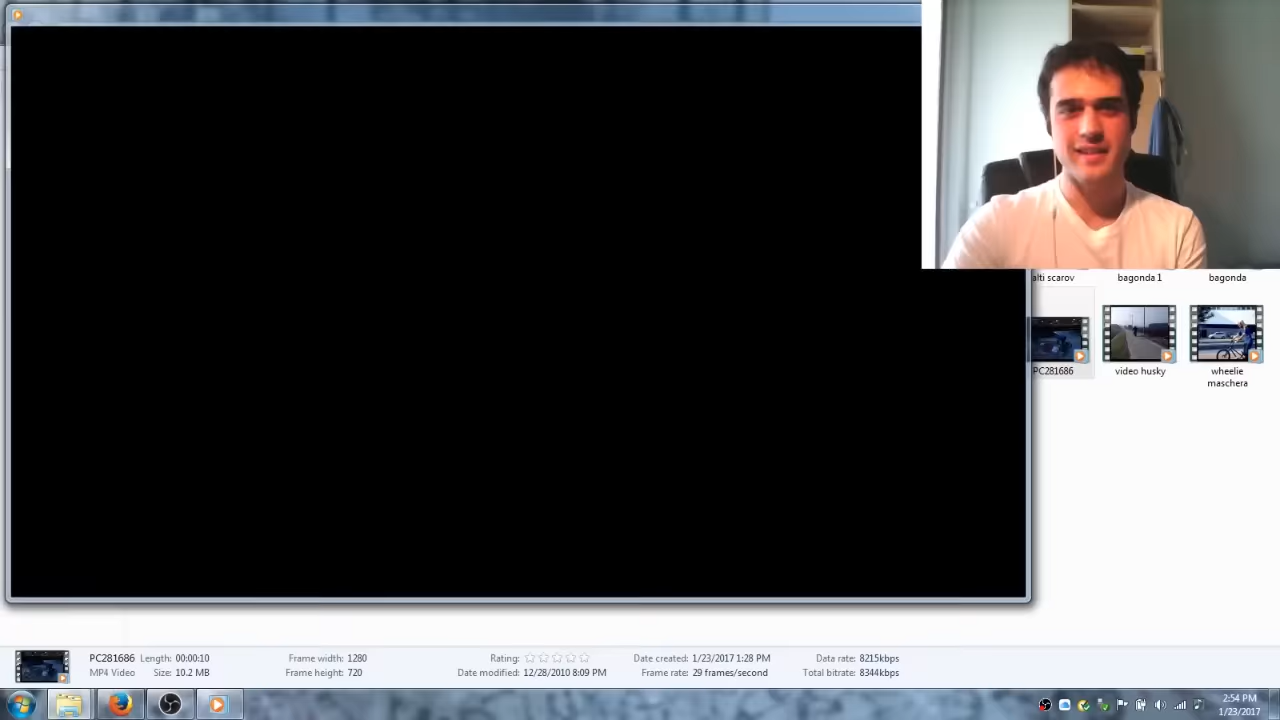 alti scarov
bagonda 1
bagonda
PC281686
video husky
wheelie
maschera
PC281686 Length: 00:00:10 Frame width: 1280 Rating: Date created: 1/23/2017 1:28 PM Data rate: 8215kbps
MP4 Video Size: 10.2 MB Frame height: 720 Date modified: 12/28/2010 8:09 PM Frame rate: 29 frames/second Total bitrate: 8344kbps
2:54 PM
1/23/2017